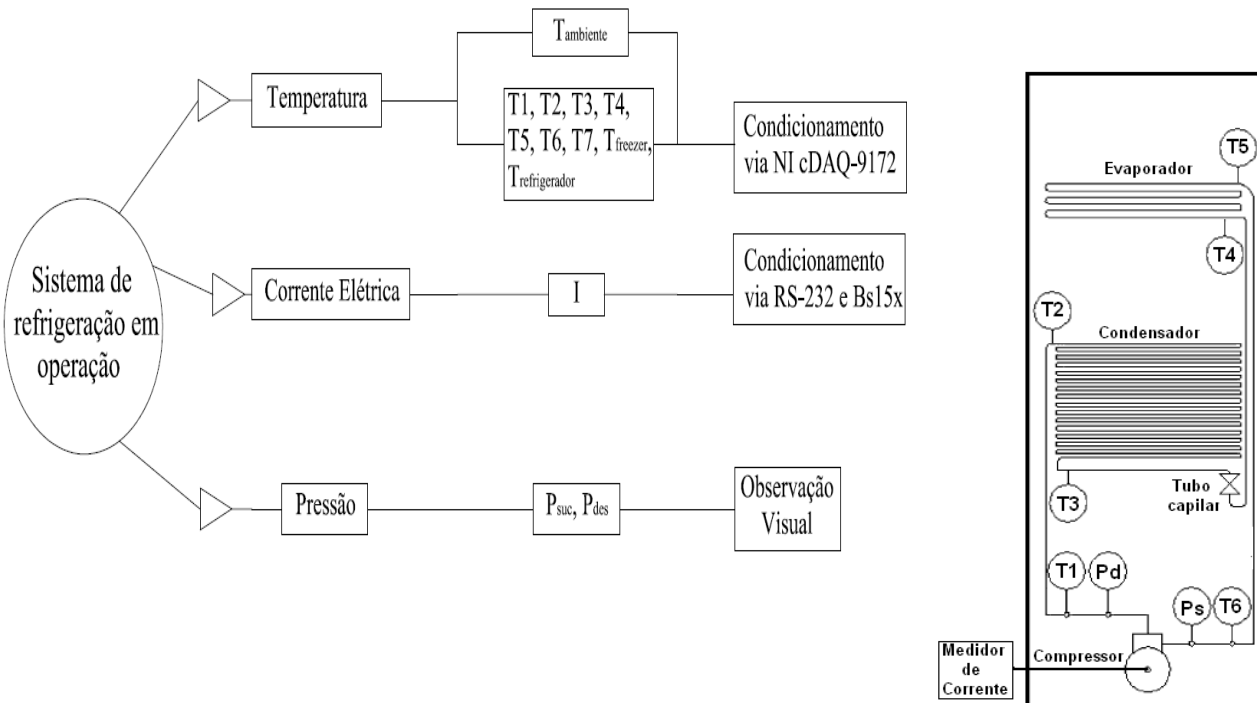 Tambiente
Temperatura
T1, T2, T3, T4,
T5, T6, T7, Tfreezer,
Trefrigerador
Condicionamento
via NI cDAQ-9172
Sistema de
refrigeração em
operação
Corrente Elétrica
I
Condicionamento
via RS-232 e Bs15x
Pressão
Psuc, Pdes
Observação
Visual
T5
Evaporador
T4
T2
Condensador
T3
Tubo
capilar
T1
Pd
Ps
T6
Medidor
de
Corrente
Compressor